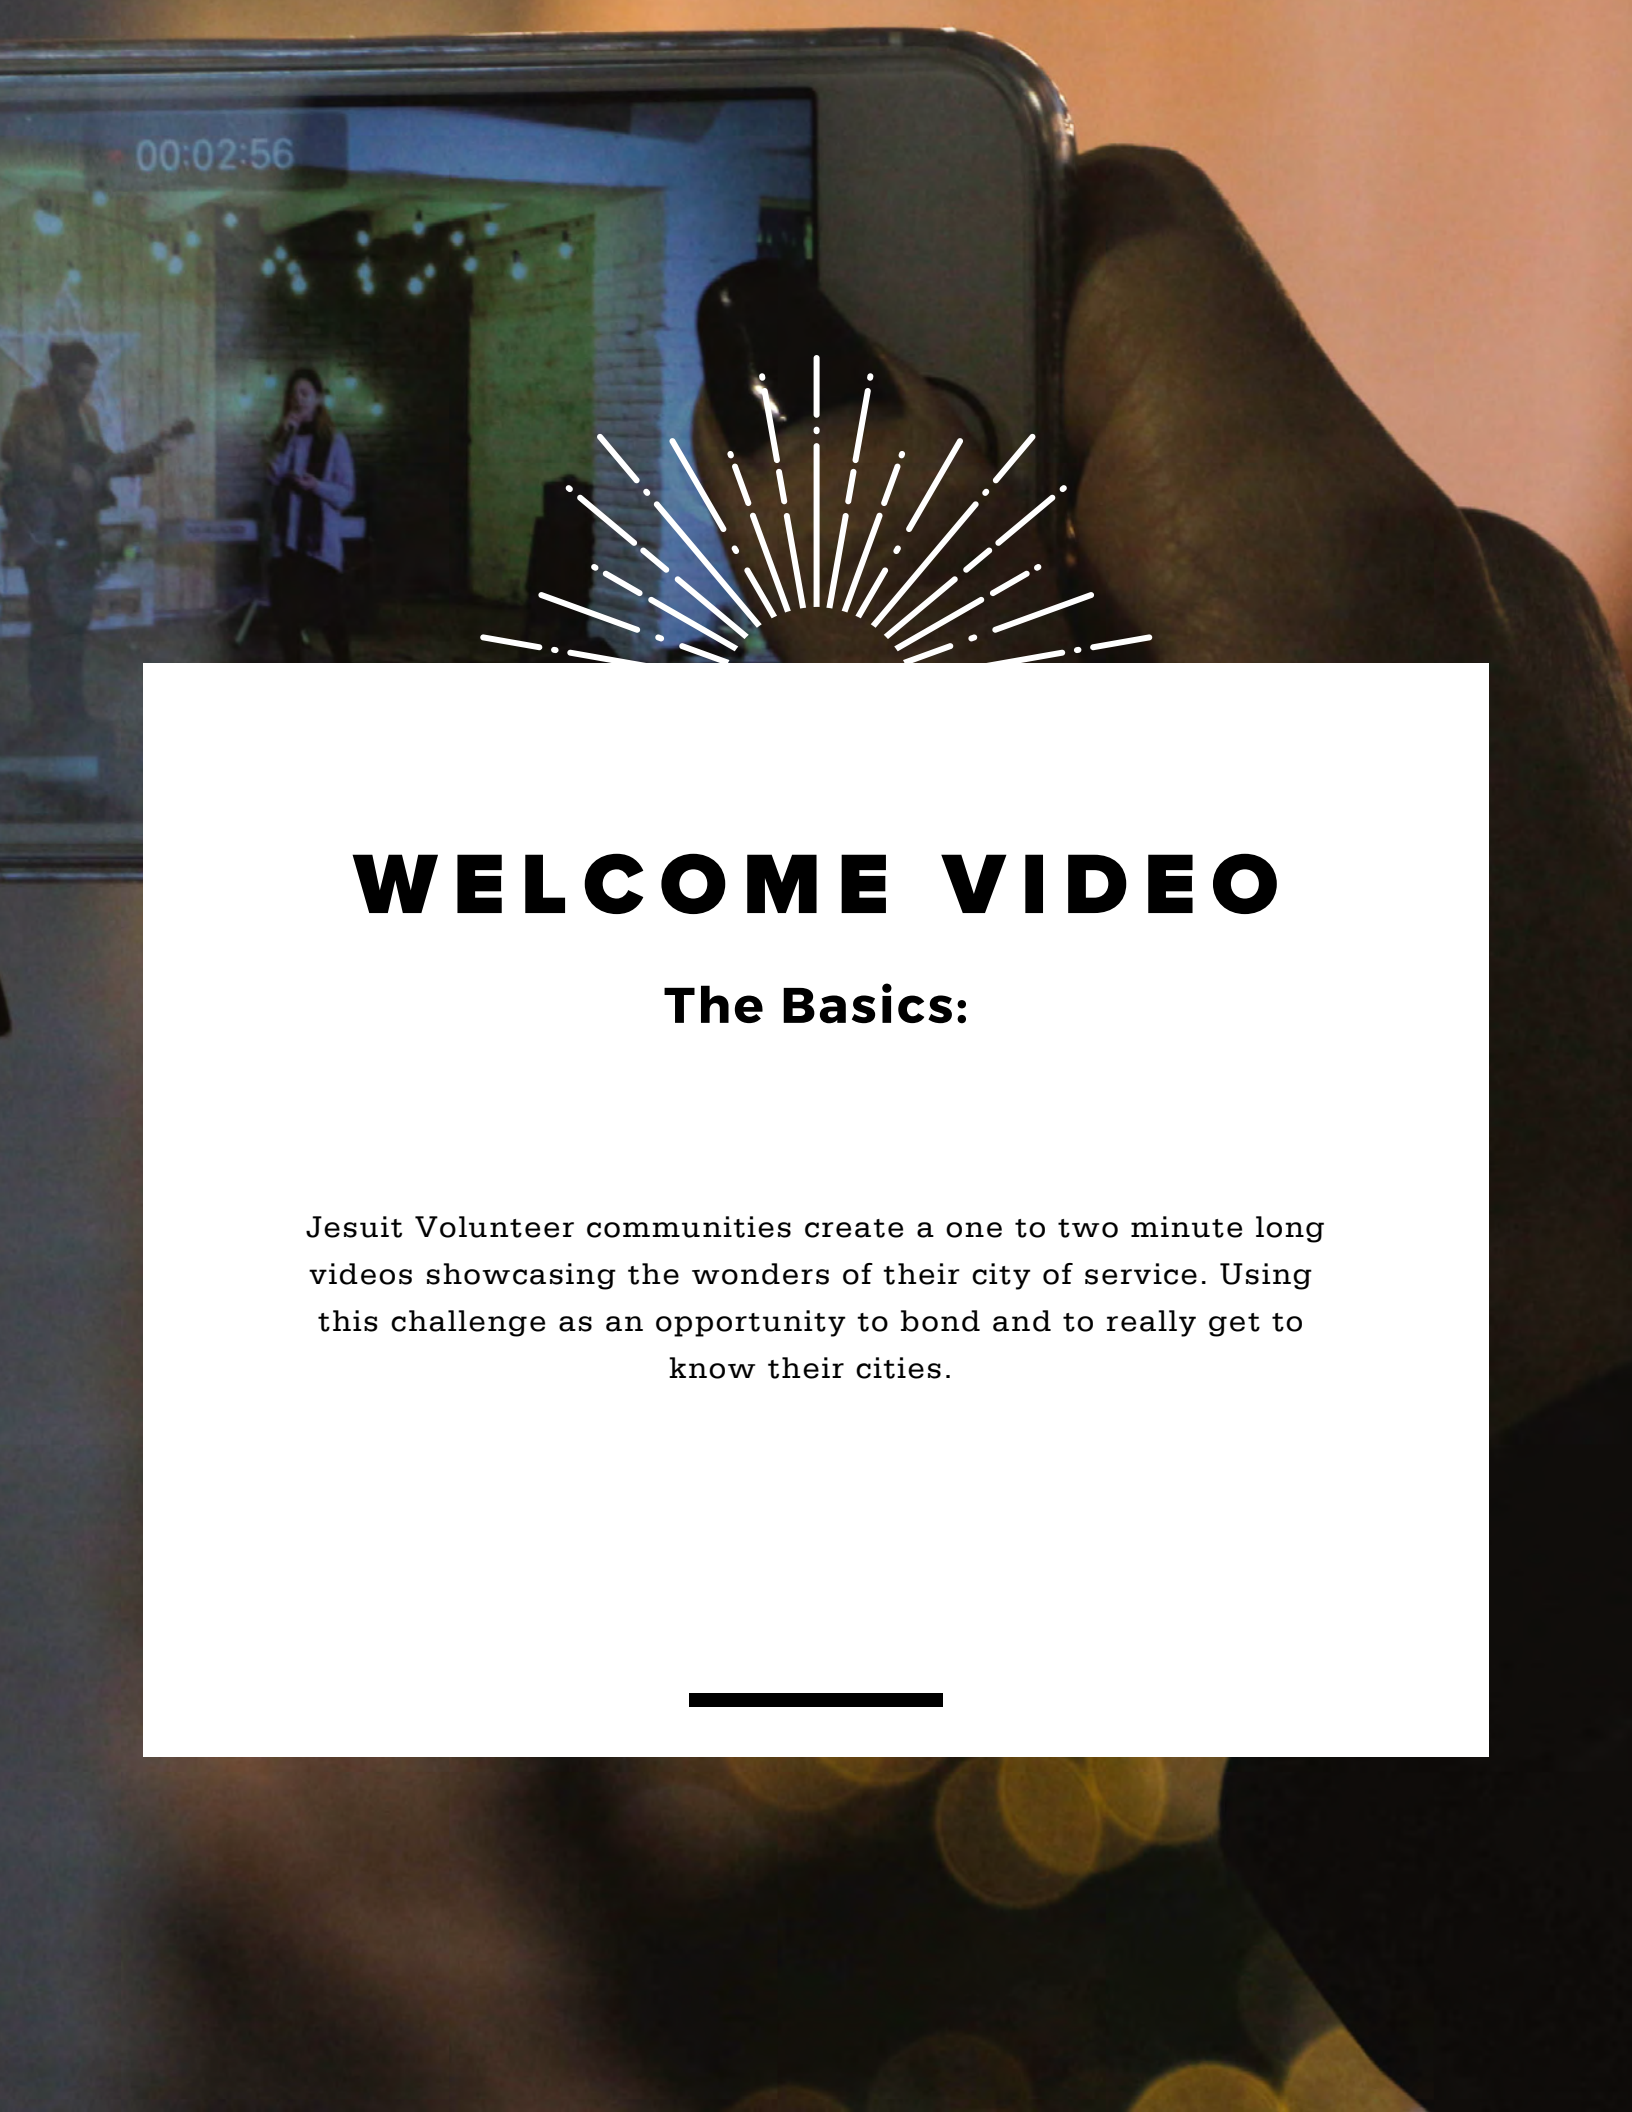 00:02:56
WELCOME VIDEO
The Basics:
Jesuit Volunteer communities create a one to two minute long
videos showcasing the wonders of their city of service. Using
this challenge as an opportunity to bond and to really get to
know their cities.